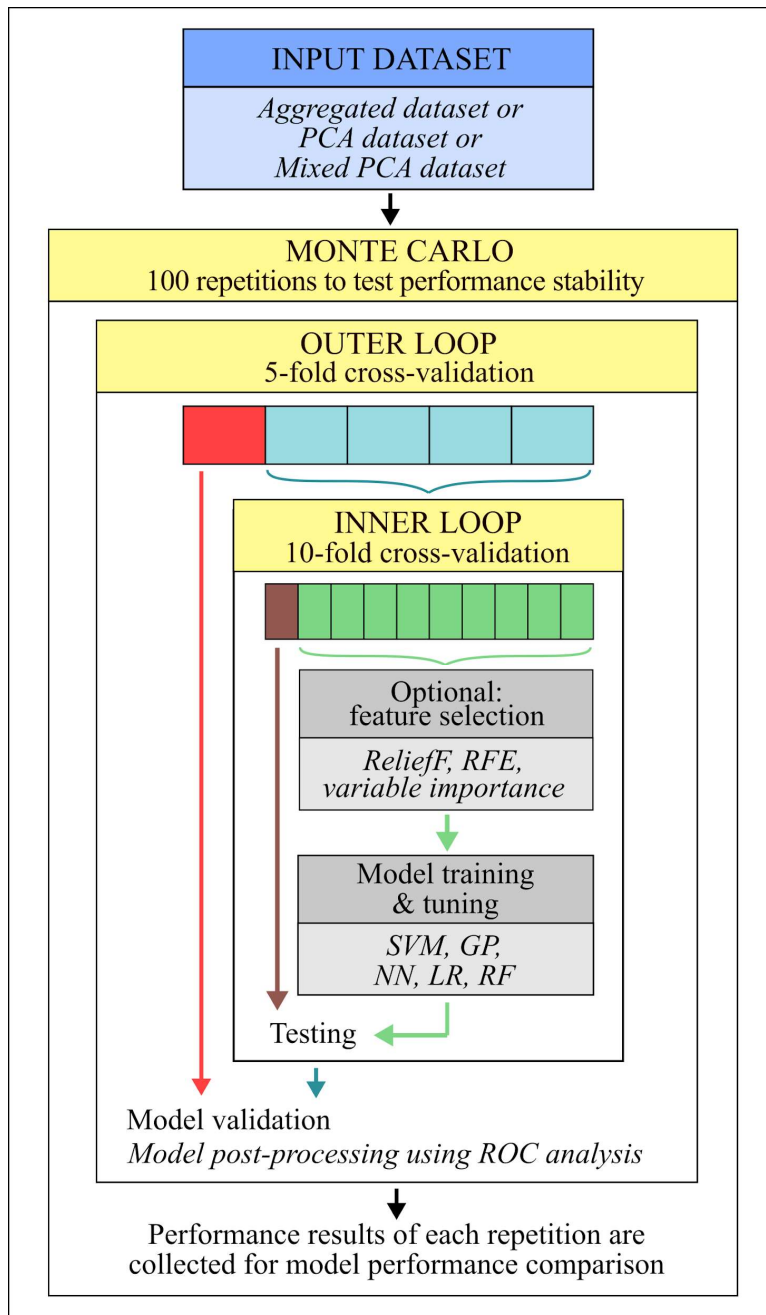 INPUT DATASET
Aggregated dataset or
PCA dataset or
Mixed PCA dataset
MONTE CARLO
100 repetitions to test performance stability
OUTER LOOP
5-fold cross-validation
INNER LOOP
10-fold cross-validation
Optional:
feature selection
ReliefF, RFE,
variable importance
Model training
& tuning
SVM, GP,
NN, LR, RF
Testing
Model validation
Model post-processing using ROC analysis
Performance results of each repetition are
collected for model performance comparison